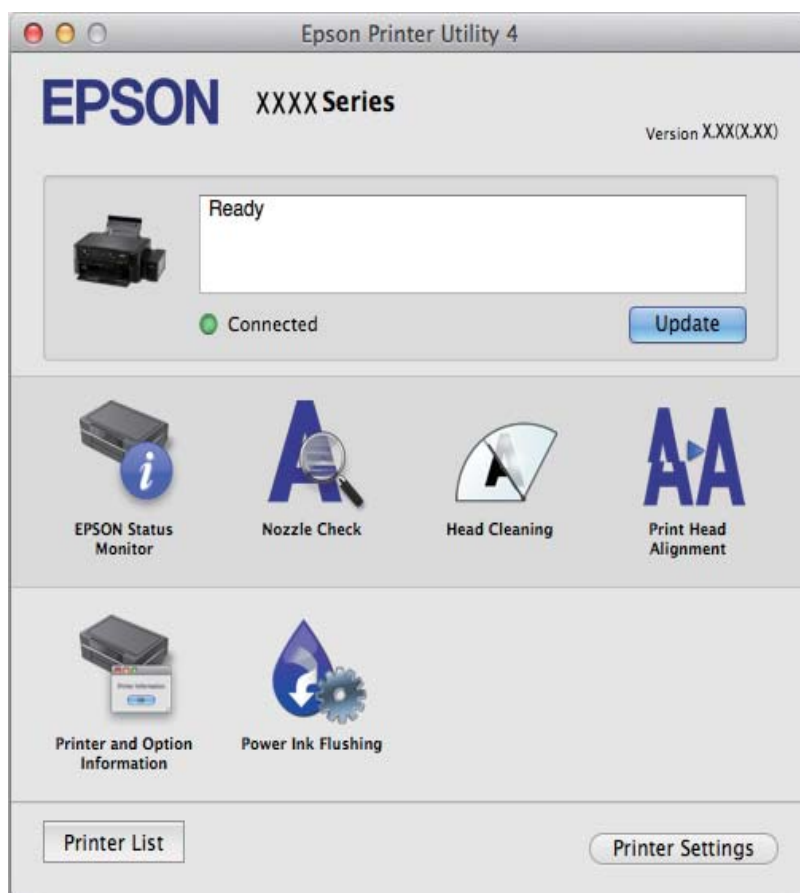 Epson Printer Utility 4
EPSON XXXX Series
Version X.XX(X.XX)
Ready
Connected
Update
EPSON Status
Monitor
Nozzle Check
Head Cleaning
Print Head
Alignment
Printer and Option
Information
Power Ink Flushing
Printer List
Printer Settings